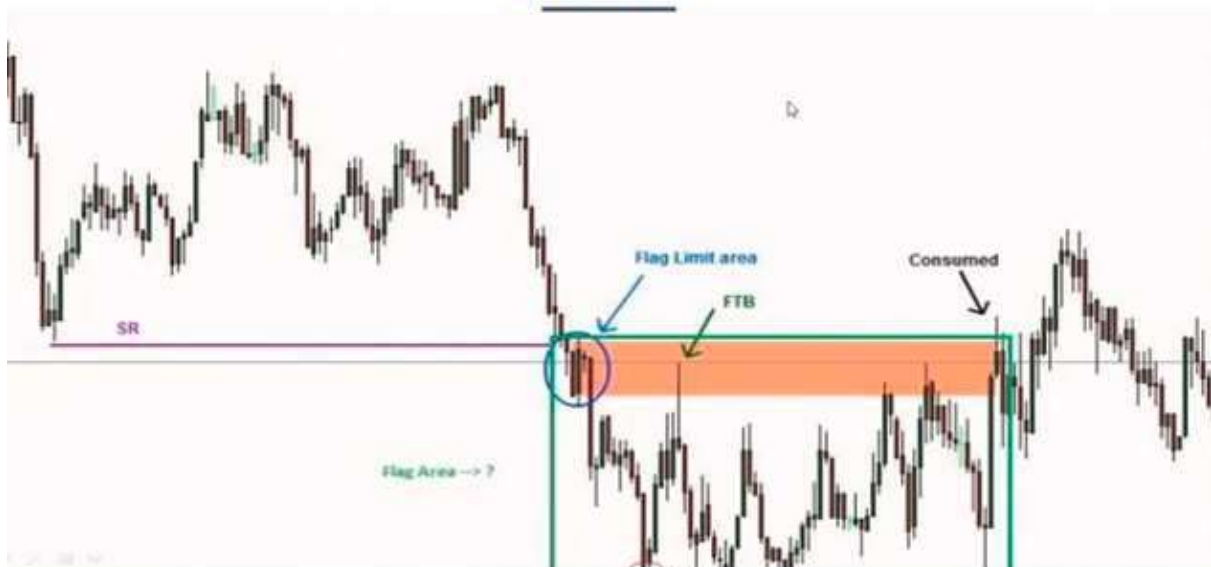 Flag Limit area
Consumed
FTB
SR
Flag Area --> ?